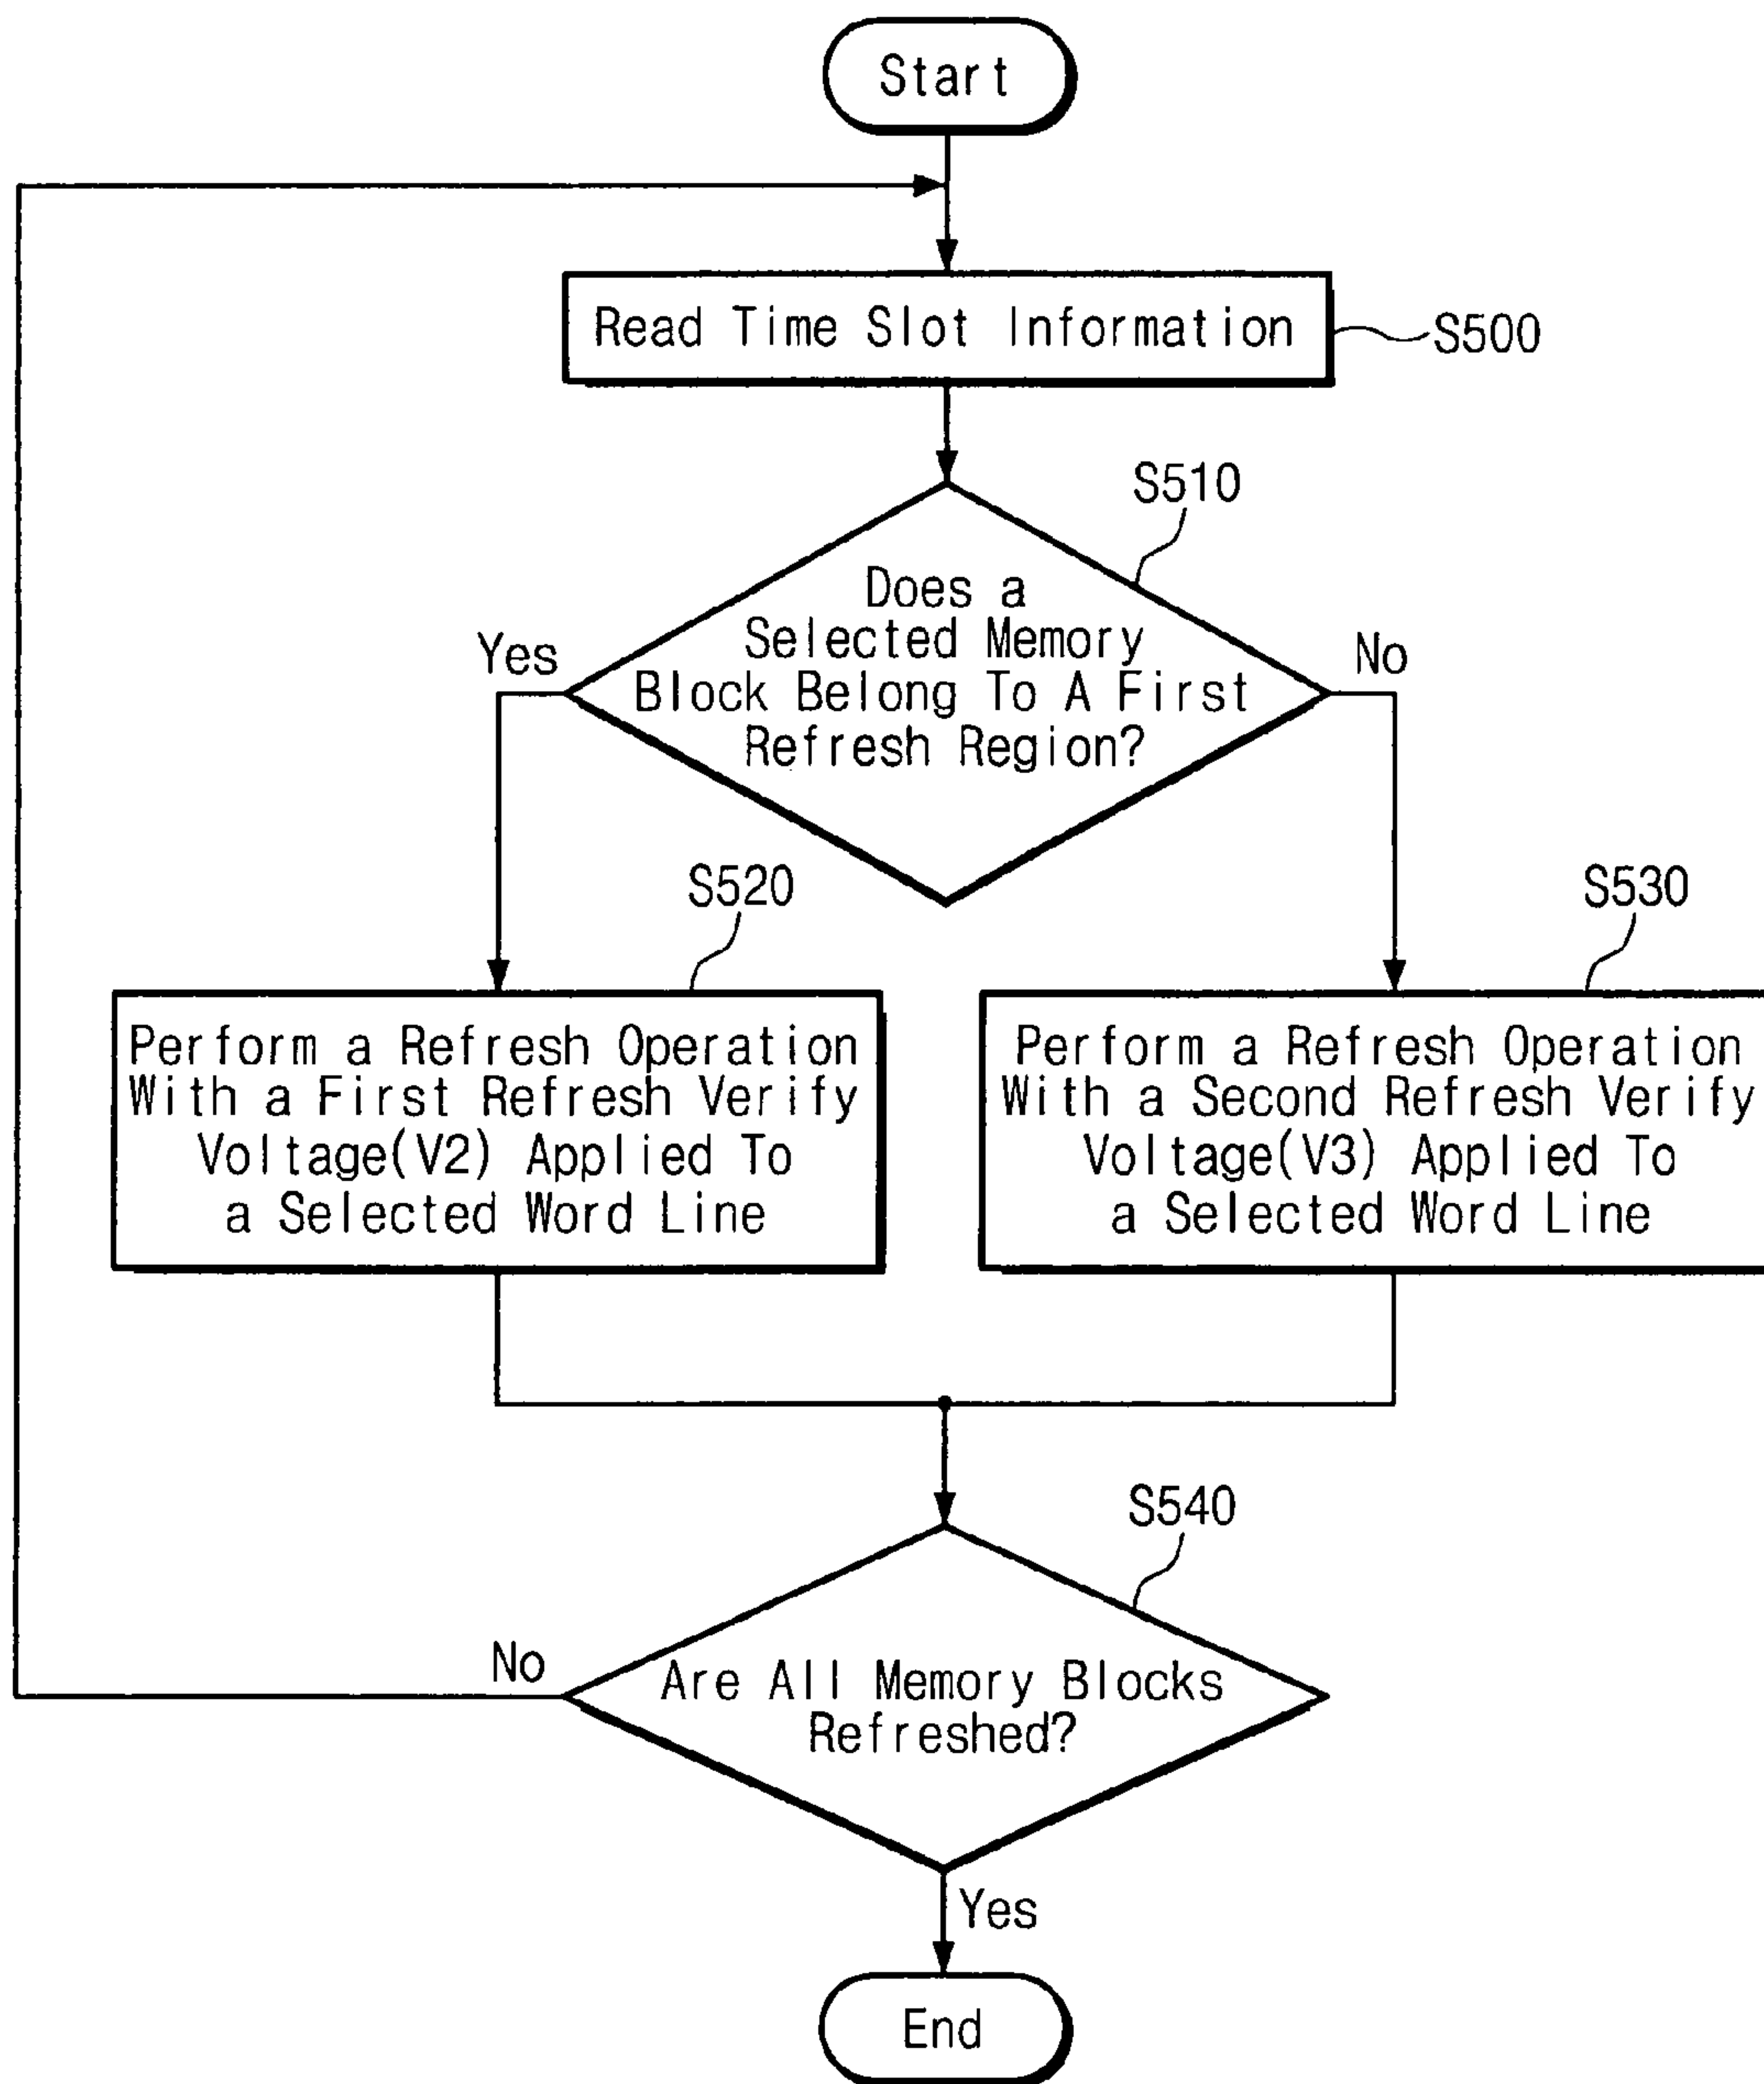 Start
Read Time Slot Information
S500
S510
Does a
Selected Memory
Block Belong To A First
Refresh Region?
Yes
No
S520
S530
Perform a Refresh Operation
With a First Refresh Verify
Voltage(V2) Applied To
a Selected Word Line
Perform a Refresh Operation
With a Second Refresh Verify
Voltage(V3) Applied To
a Selected Word Line
S540
No
Are All Memory Blocks
Refreshed?
Yes
End